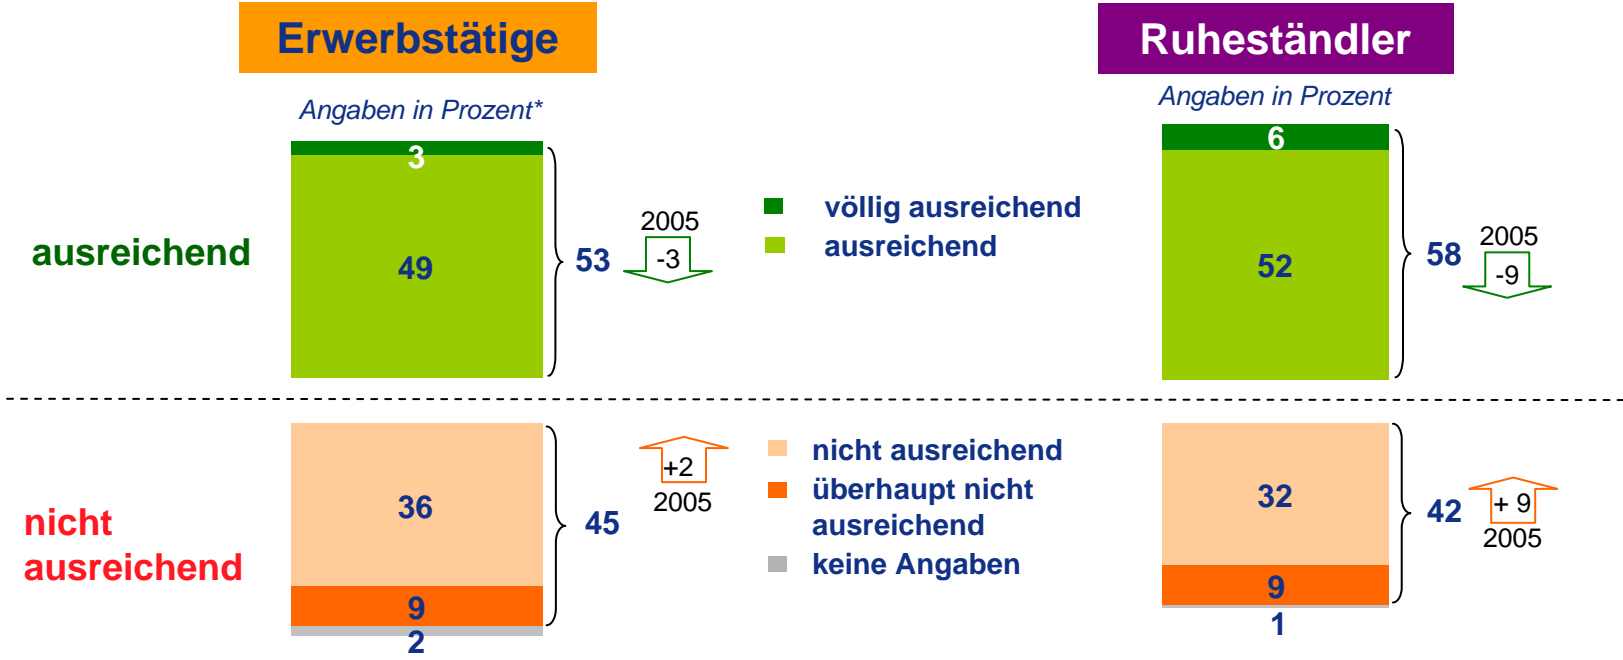 Erwerbstätige
Angaben in Prozent*
3
49
53
2005
-3
ausreichend
völlig ausreichend
ausreichend
Ruheständler
Angaben in Prozent
6
52
58
2005
-9
nicht
ausreichend
36
9
2
45
+2
2005
nicht ausreichend
überhaupt nicht
ausreichend
keine Angaben
32
9
1
42
+ 9
2005